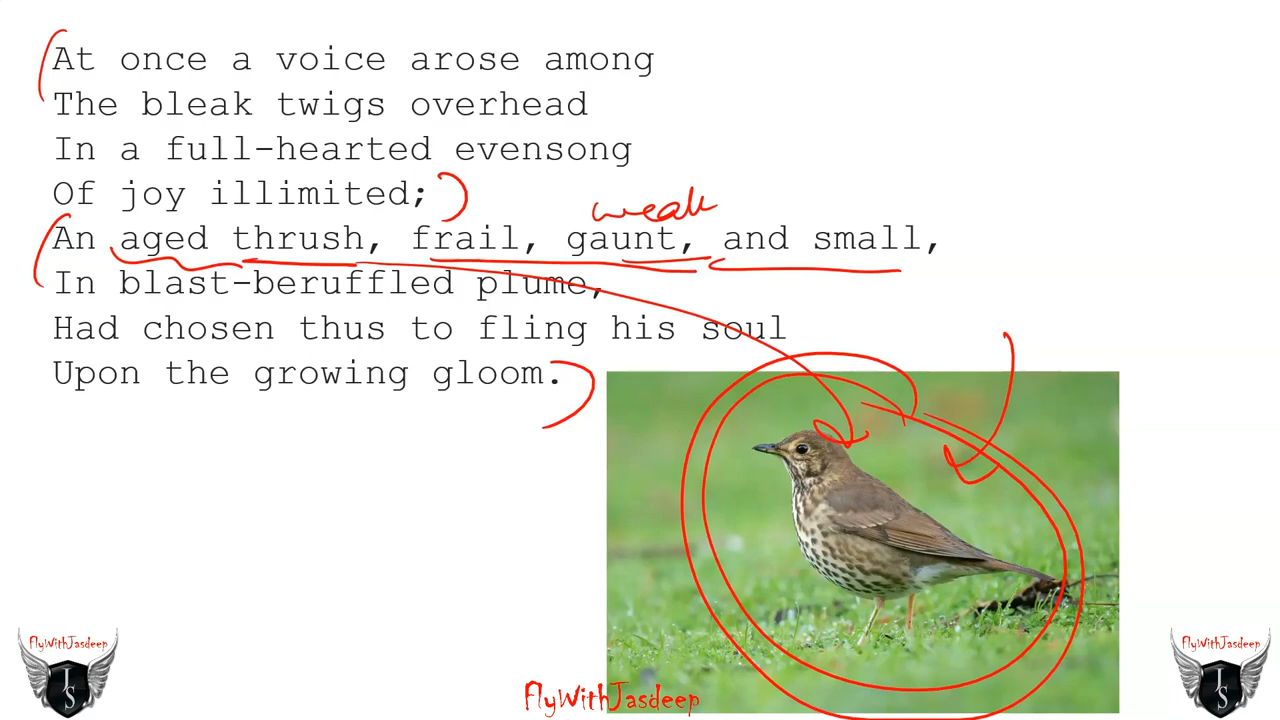 At once a voice arose among
The bleak twigs overhead
In a full-hearted evensong
Of joy illimited;
weak
An aged thrush, frail, gaunt, and small,
In blast-beruffled plume,
Had chosen thus to fling his soul
Upon the growing gloom.
FlyWithJasdeep
JS
FlyWithJasdeep
FlyWithJasdeep
JS